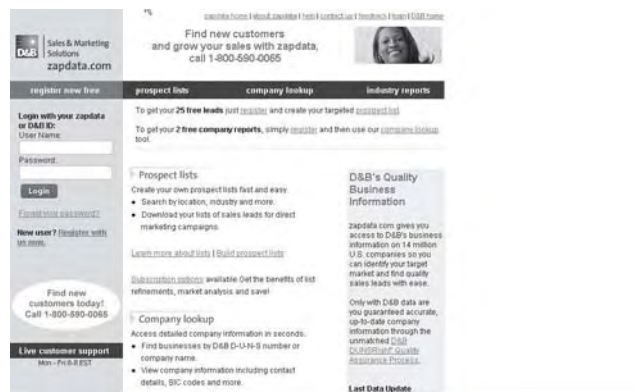 zapdata home | about zapdata | help | contact us | feedback | login | D&B home
D&B
Sales & Marketing
Solutions
zapdata.com
Find new customers
and grow your sales with zapdata,
call 1-800-590-0065
register now free
prospect lists
company lookup
industry reports
Login with your zapdata
or D&B ID:
User Name:
Password:
Login
Forgot your password?
New user? Register with
us now.
Find new
customers today!
Call 1-800-590-0065
Live customer support
Mon - Fri 8-8 EST
To get your 25 free leads just register and create your targeted prospect list.
To get your 2 free company reports, simply register and then use our company lookup
tool.
Prospect lists
Create your own prospect lists fast and easy.
• Search by location, industry and more.
• Download your lists of sales leads for direct
marketing campaigns.
Learn more about lists | Build prospect lists
Subscription options available. Get the benefits of list
refinements, market analysis and save!
Company lookup
Access detailed company information in seconds.
• Find businesses by D&B D-U-N-S number or
company name.
• View company information including contact
details, SIC codes and more.
D&B's Quality
Business
Information
zapdata.com gives you
access to D&B's business
information on 14 million
U.S. companies so you
can identify your target
market and find quality
sales leads with ease.
Only with D&B data are
you guaranteed accurate,
up-to-date company
information through the
unmatched D&B
DUNSRight Quality
Assurance Process.
Last Data Update